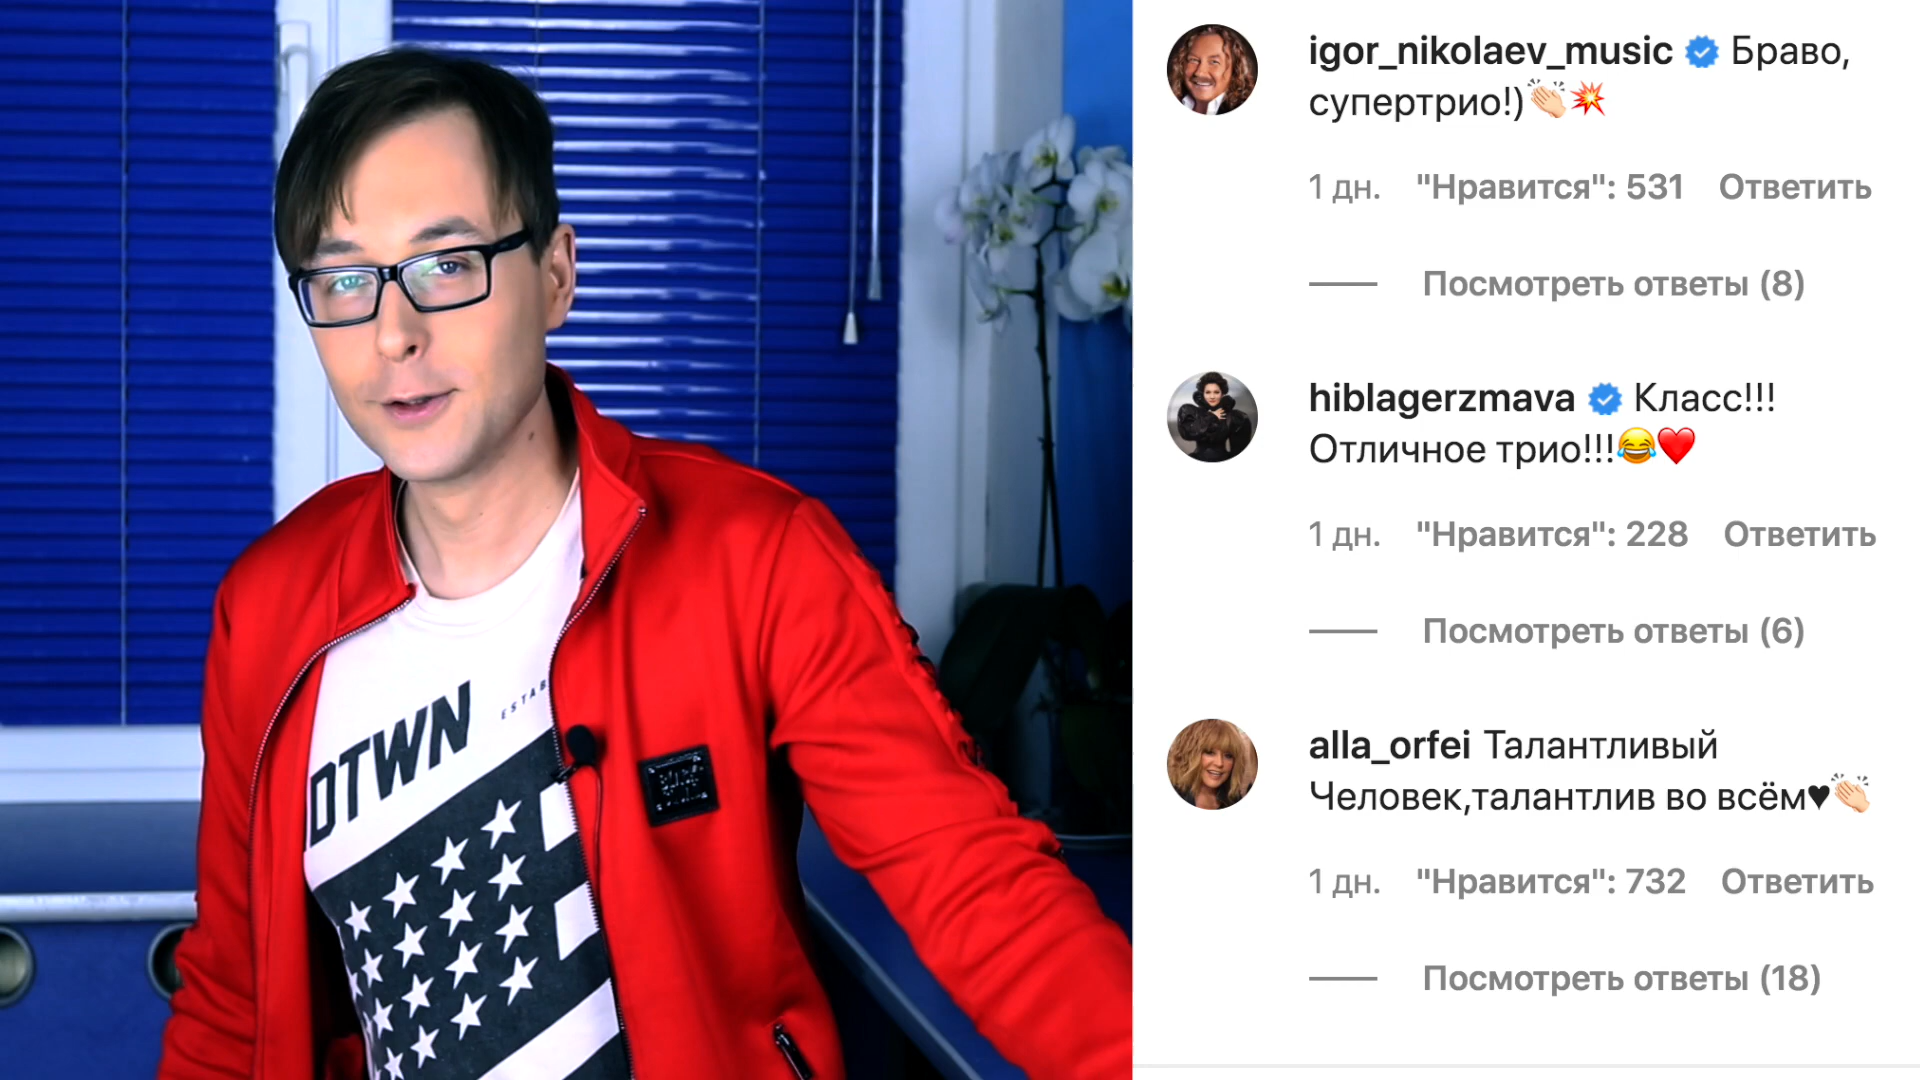 DTWN
ESTAB
igor_nikolaev_music Браво,
супертрио!)👏🏻💥
1 дн. "Нравится": 531 Ответить
Посмотреть ответы (8)
hiblagerzmava Класс!!!
Отличное трио!!!😂❤️
1 дн. "Нравится": 228 Ответить
Посмотреть ответы (6)
alla_orfei Талантливый
Человек,талантлив во всём♥👏🏻
1 дн. "Нравится": 732 Ответить
Посмотреть ответы (18)